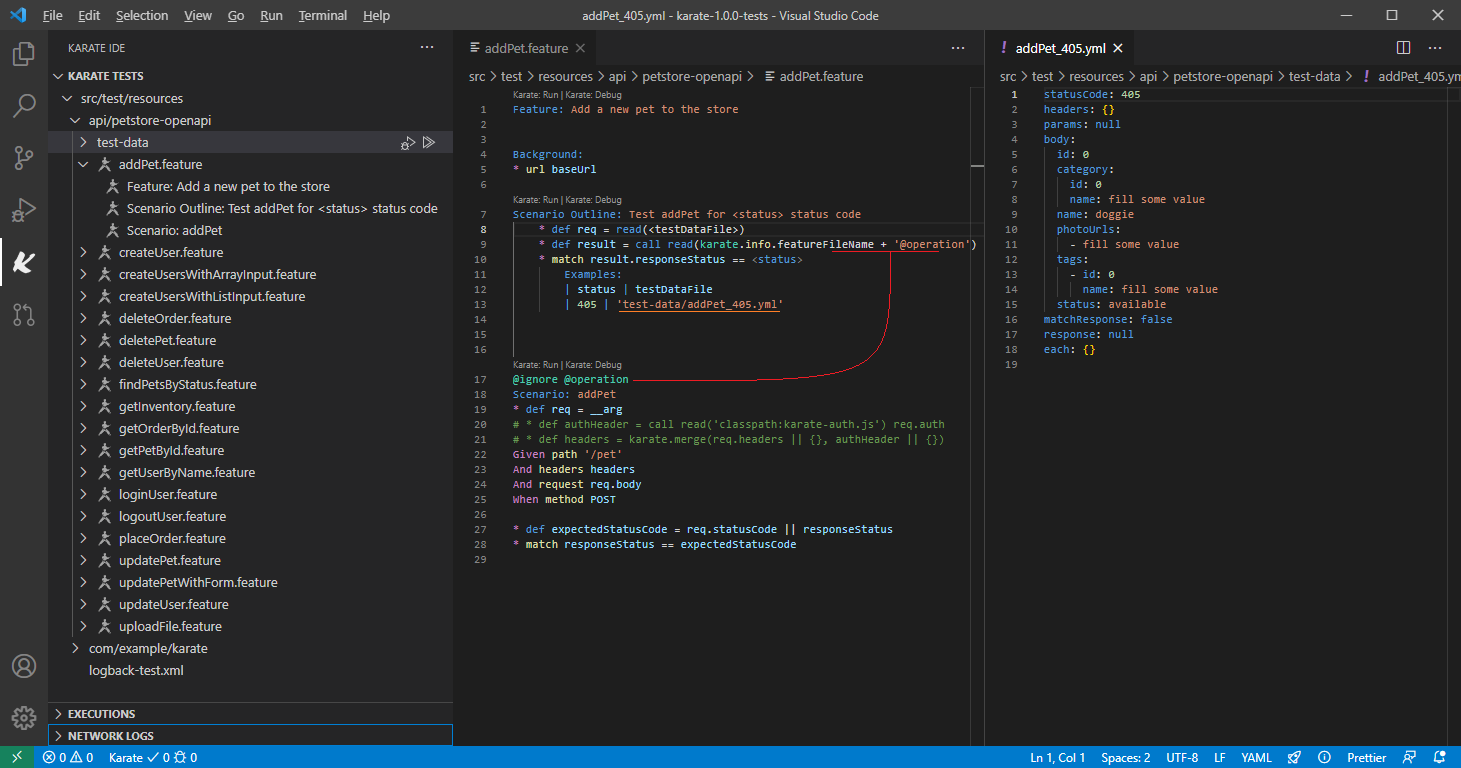 File Edit Selection View Go Run Terminal Help
addPet_405.yml - karate-1.0.0-tests - Visual Studio Code
KARATE IDE
KARATE TESTS
src/test/resources
api/petstore-openapi
test-data
addPet.feature
Feature: Add a new pet to the store
Scenario Outline: Test addPet for <status> status code
Scenario: addPet
createUser.feature
createUsersWithArrayInput.feature
createUsersWithListInput.feature
deleteOrder.feature
deletePet.feature
deleteUser.feature
findPetsByStatus.feature
getInventory.feature
getOrderById.feature
getPetById.feature
getUserByName.feature
loginUser.feature
logoutUser.feature
placeOrder.feature
updatePet.feature
updatePetWithForm.feature
updateUser.feature
uploadFile.feature
com/example/karate
logback-test.xml
EXECUTIONS
NETWORK LOGS
addPet.feature
src > test > resources > api > petstore-openapi > addPet.feature
Karate: Run | Karate: Debug
1 Feature: Add a new pet to the store
2
3
4 Background:
5 * url baseUrl
6
Karate: Run | Karate: Debug
7 Scenario Outline: Test addPet for <status> status code
8 * def req = read(<testDataFile>)
9 * def result = call read(karate.info.featureFileName + '@operation')
10 * match result.responseStatus == <status>
11 Examples:
12 | status | testDataFile
13 | 405 | 'test-data/addPet_405.yml'
14
15
16
Karate: Run | Karate: Debug
17 @ignore @operation
18 Scenario: addPet
19 * def req = __arg
20 # * def authHeader = call read('classpath:karate-auth.js') req.auth
21 # * def headers = karate.merge(req.headers || {}, authHeader || {})
22 Given path '/pet'
23 And headers headers
24 And request req.body
25 When method POST
26
27 * def expectedStatusCode = req.statusCode || responseStatus
28 * match responseStatus == expectedStatusCode
29
! addPet_405.yml
src > test > resources > api > petstore-openapi > test-data > ! addPet_405.ym
1 statusCode: 405
2 headers: {}
3 params: null
4 body:
5 id: 0
6 category:
7 id: 0
8 name: fill some value
9 name: doggie
10 photoUrls:
11 - fill some value
12 tags:
13 - id: 0
14 name: fill some value
15 status: available
16 matchResponse: false
17 response: null
18 each: {}
19
0 0 Karate ✓ 0 0
Ln 1, Col 1 Spaces: 2 UTF-8 LF YAML Prettier